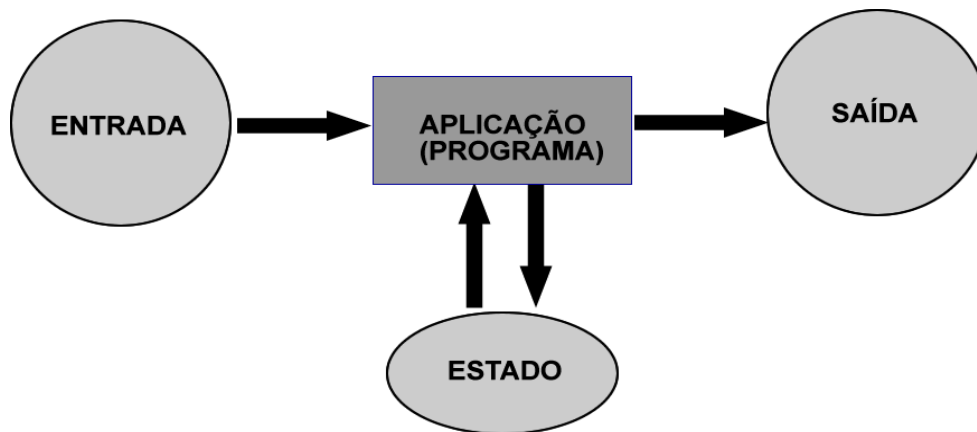 ENTRADA
APLICAÇÃO
(PROGRAMA)
SAÍDA
ESTADO